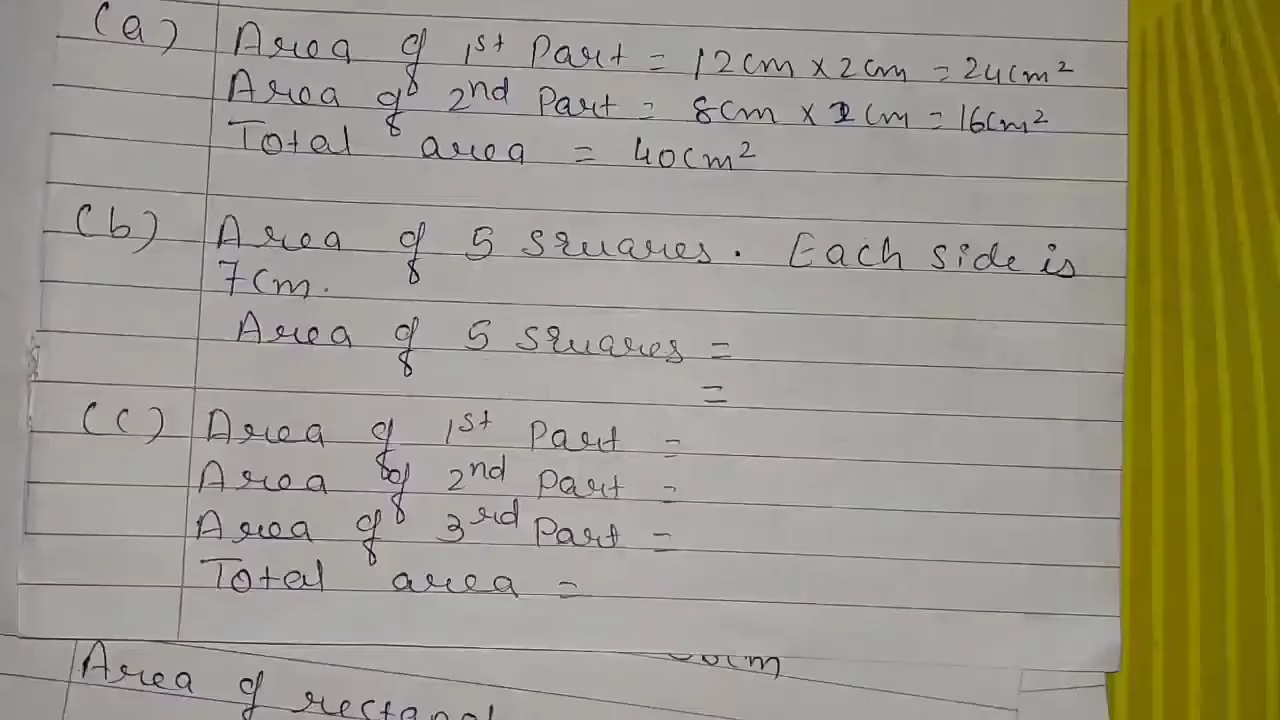 (a) Area of 1st Part = 12cm x 2cm = 24cm²
Area of 2nd Part = 8cm x 2cm = 16cm²
Total area = 40cm²
(b) Area of 5 squares. Each side is
7cm.
Area of 5 squares =
=
(c) Area of 1st Part =
Area of 2nd Part =
Area of 3rd Part =
Total area =
Area of